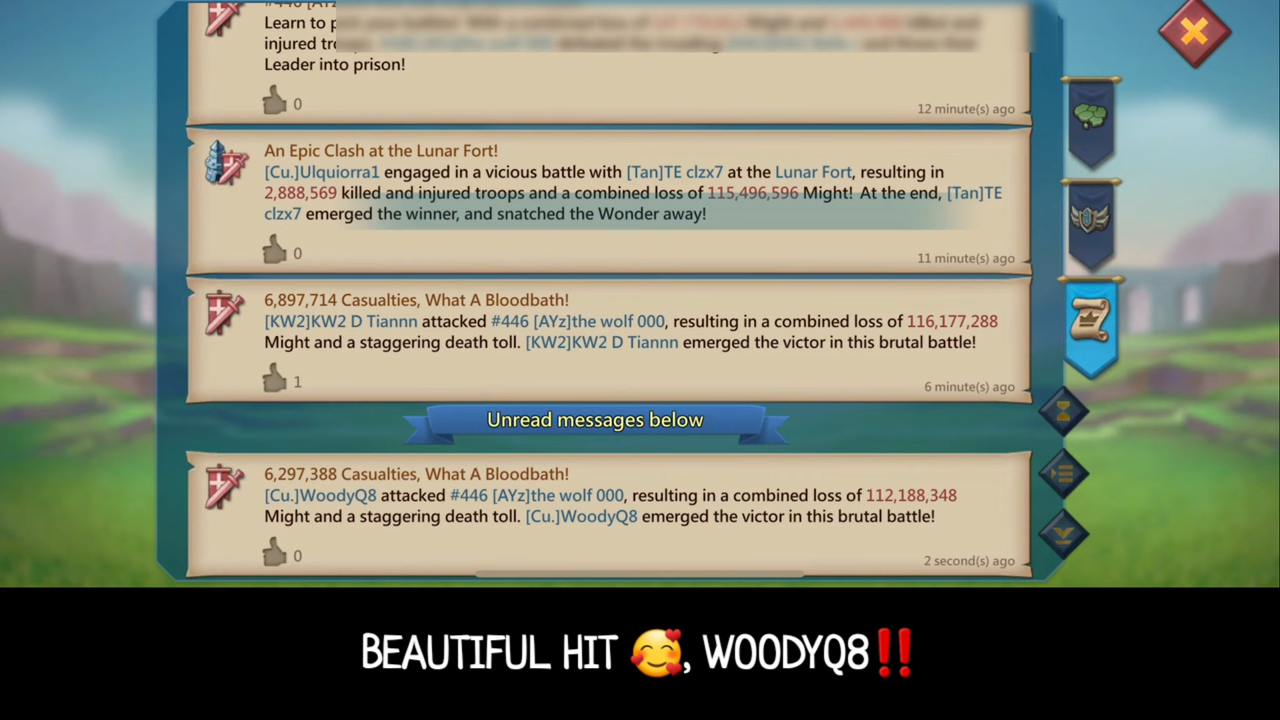 Learn to
injured
Leader into prison!
0
12 minute(s) ago
An Epic Clash at the Lunar Fort!
[Cu.]Ulquiorra1 engaged in a vicious battle with [Tan]TE clzx7 at the Lunar Fort, resulting in
2,888,569 killed and injured troops and a combined loss of 115,496,596 Might! At the end, [Tan]TE
clzx7 emerged the winner, and snatched the Wonder away!
0
11 minute(s) ago
6,897,714 Casualties, What A Bloodbath!
[KW2]KW2 D Tiannn attacked #446 [AYz]the wolf 000, resulting in a combined loss of 116,177,288
Might and a staggering death toll. [KW2]KW2 D Tiannn emerged the victor in this brutal battle!
1
6 minute(s) ago
Unread messages below
6,297,388 Casualties, What A Bloodbath!
[Cu.]WoodyQ8 attacked #446 [AYz]the wolf 000, resulting in a combined loss of 112,188,348
Might and a staggering death toll. [Cu.]WoodyQ8 emerged the victor in this brutal battle!
0
2 second(s) ago
BEAUTIFUL HIT 🥰, WOODYQ8‼️